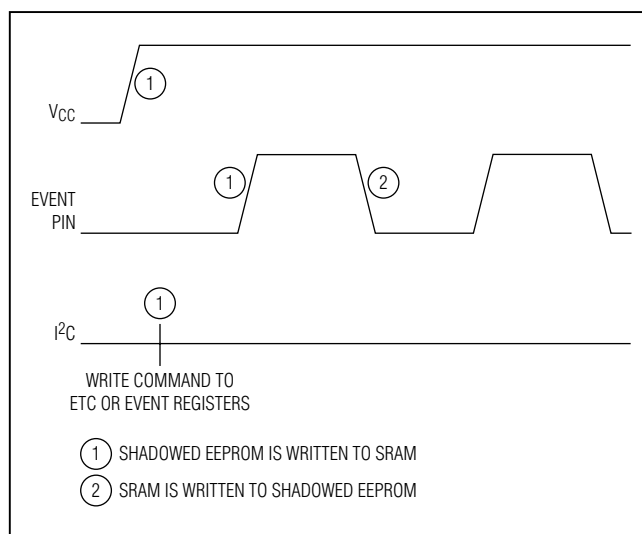 ①
VCC
① ②
EVENT
PIN
①
I²C
WRITE COMMAND TO
ETC OR EVENT REGISTERS
① SHADOWED EEPROM IS WRITTEN TO SRAM
② SRAM IS WRITTEN TO SHADOWED EEPROM